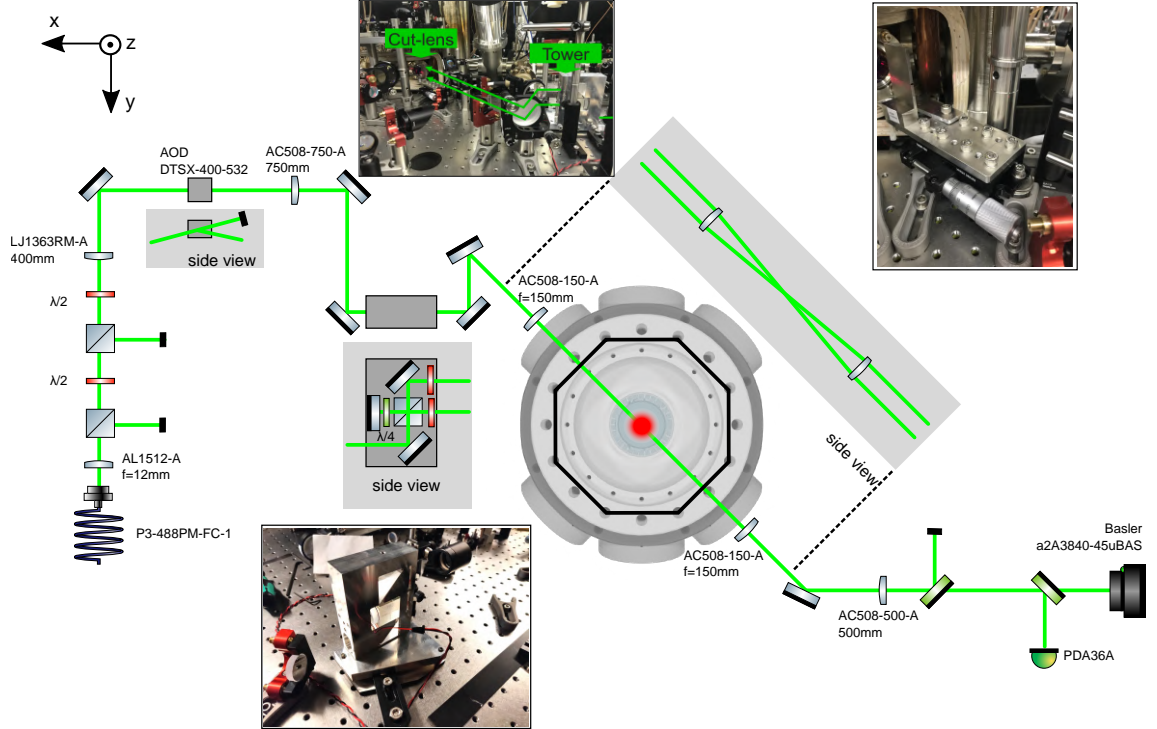 x
z
y
Cut-lens
Tower
AOD
DTSX-400-532
AC508-750-A
750mm
LJ1363RM-A
400mm
side view
λ/2
λ/2
AL1512-A
f=12mm
P3-488PM-FC-1
λ/4
side view
AC508-150-A
f=150mm
side view
AC508-150-A
f=150mm
AC508-500-A
500mm
Basler
a2A3840-45uBAS
PDA36A